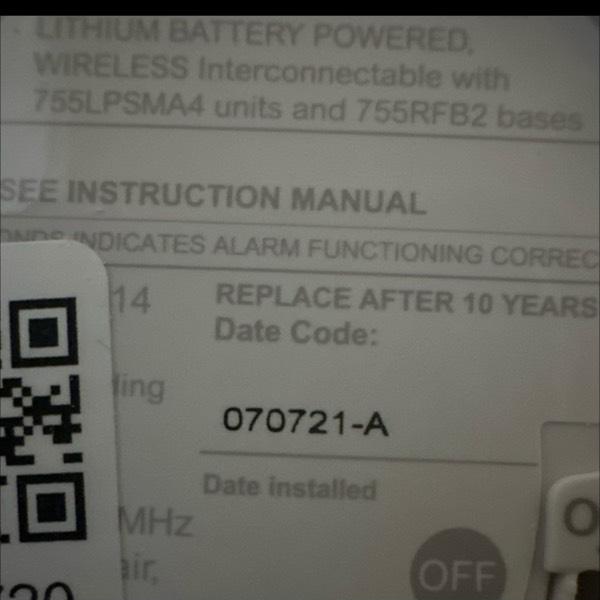 LITHIUM BATTERY POWERED,
WIRELESS Interconnectable with
755LPSMA4 units and 755RFB2 bases
SEE INSTRUCTION MANUAL
INDICATES ALARM FUNCTIONING CORREC
14 REPLACE AFTER 10 YEARS
Date Code:
ling
070721-A
Date installed
MHz
air,
OFF